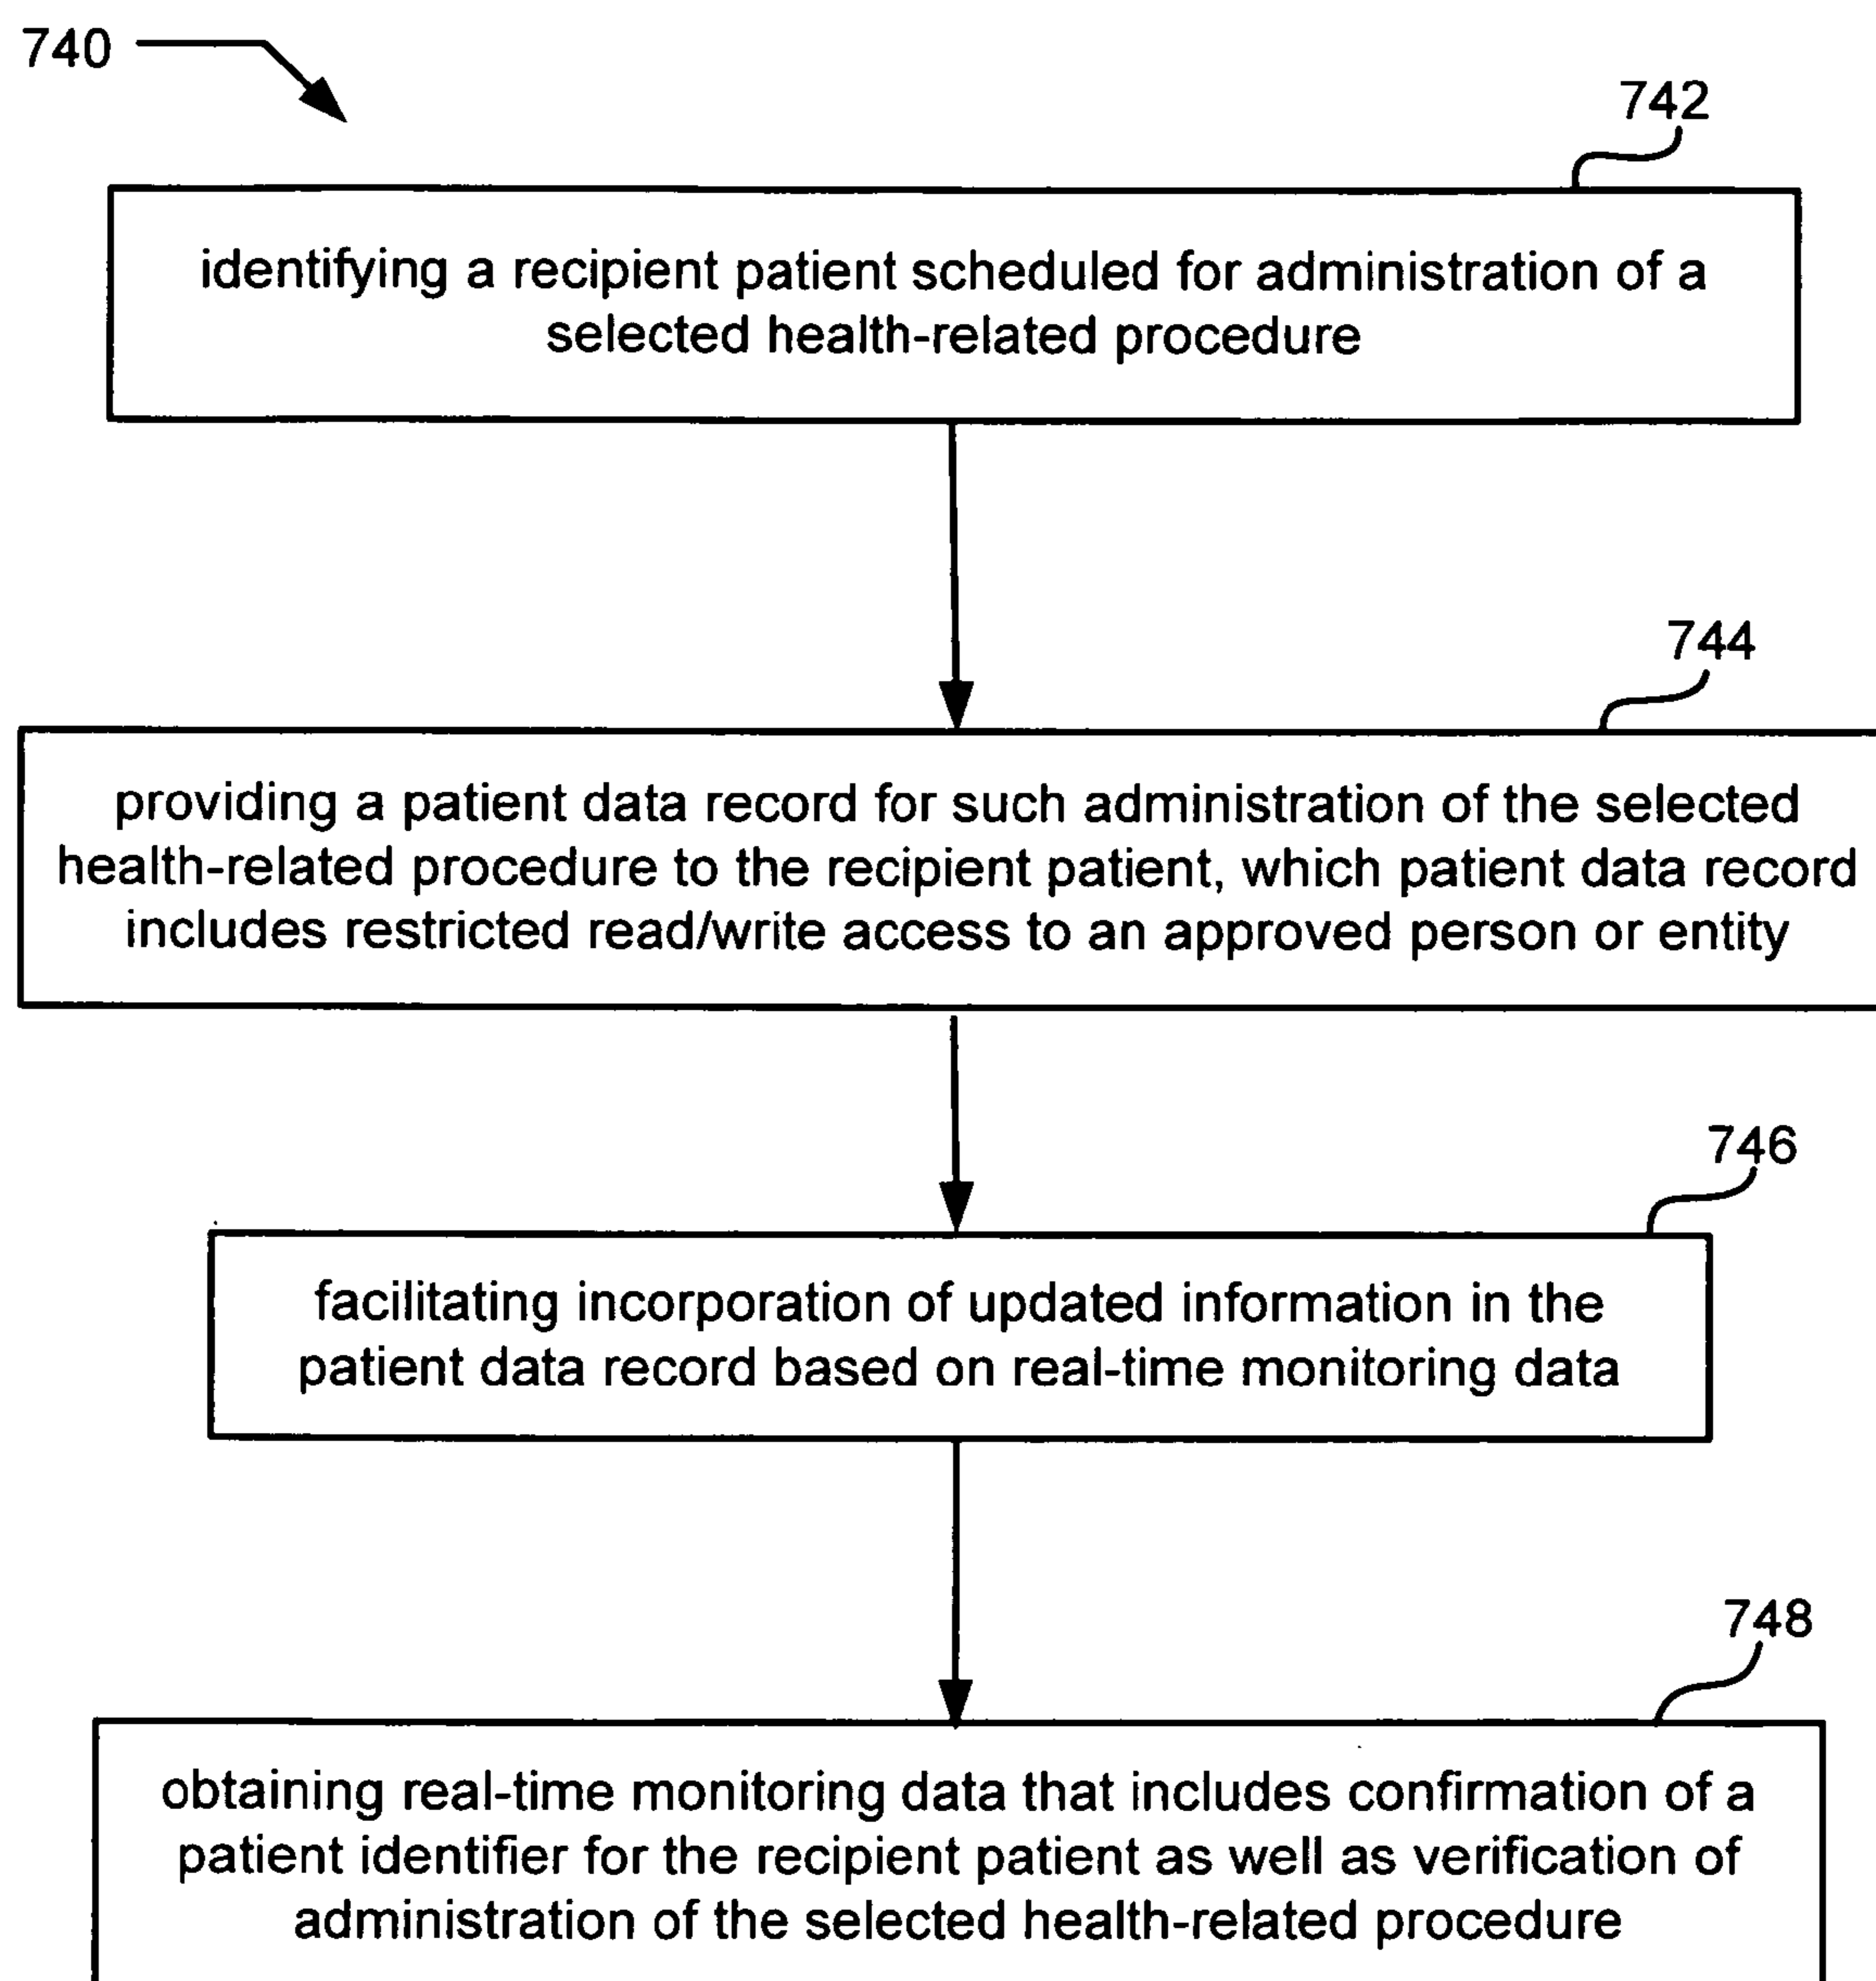 740
742
identifying a recipient patient scheduled for administration of a
selected health-related procedure
744
providing a patient data record for such administration of the selected
health-related procedure to the recipient patient, which patient data record
includes restricted read/write access to an approved person or entity
746
facilitating incorporation of updated information in the
patient data record based on real-time monitoring data
748
obtaining real-time monitoring data that includes confirmation of a
patient identifier for the recipient patient as well as verification of
administration of the selected health-related procedure